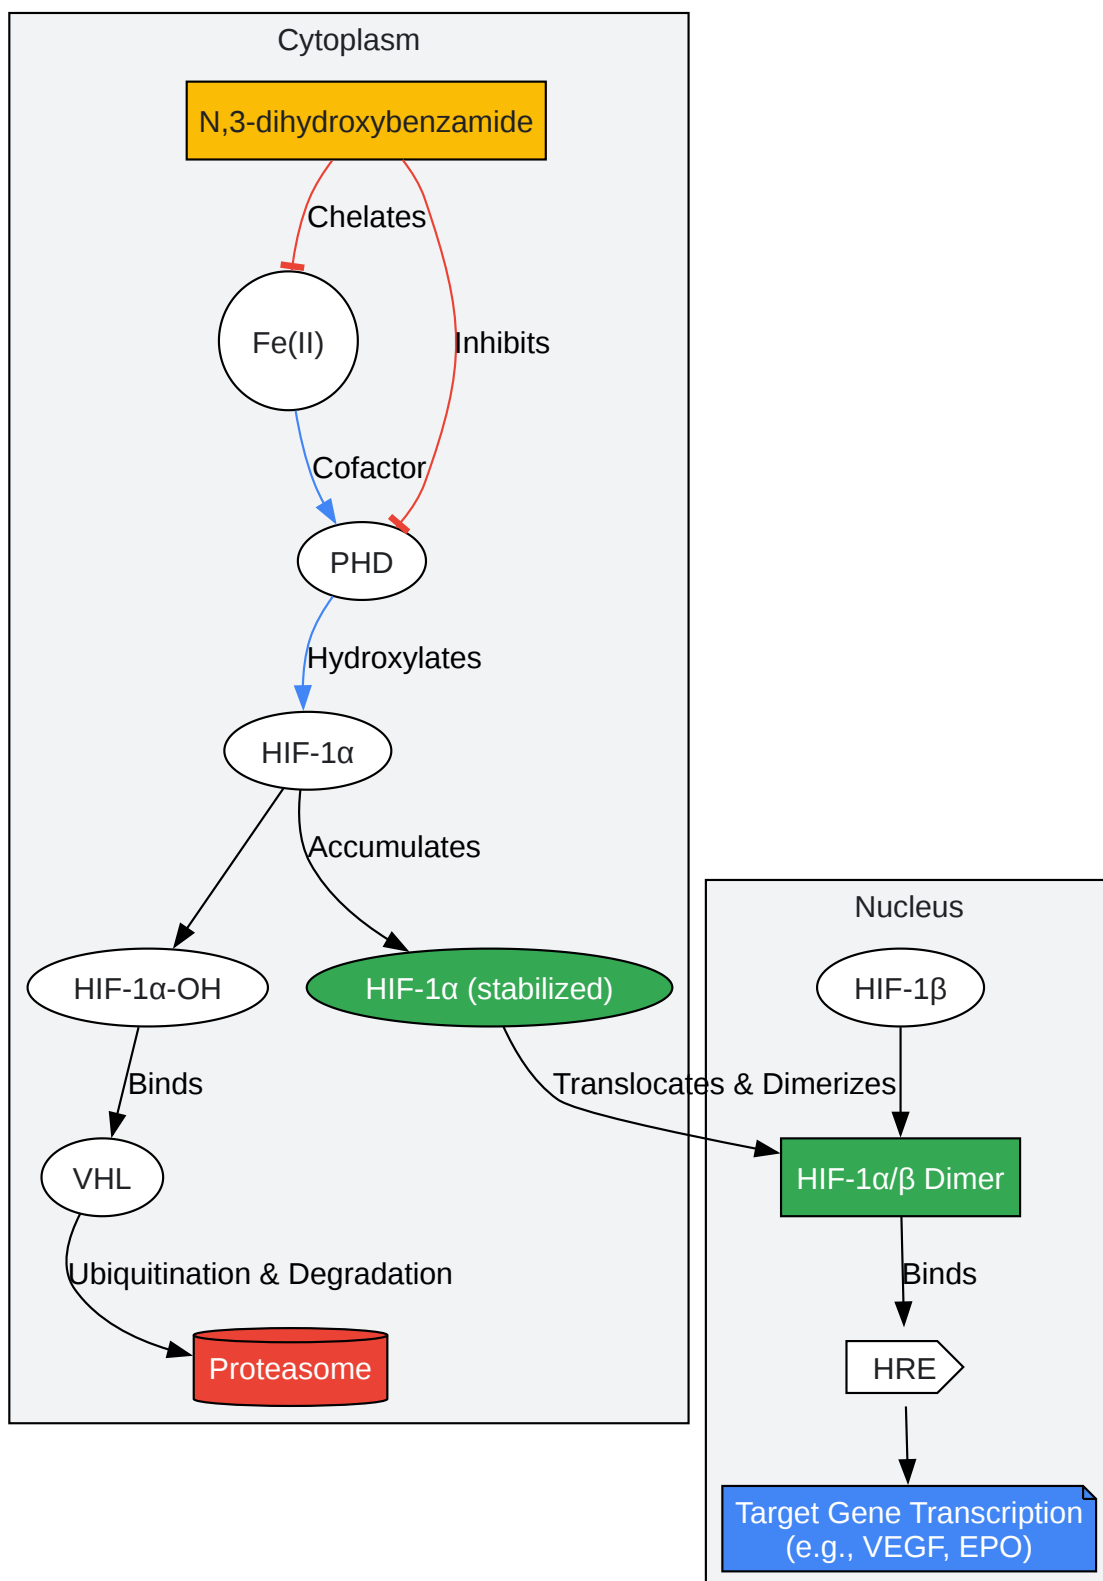 Cytoplasm
N,3-dihydroxybenzamide
Chelates
Fe(II)
Inhibits
Cofactor
PHD
Hydroxylates
HIF-1α
Accumulates
HIF-1α-OH
HIF-1α (stabilized)
Binds
VHL
Ubiquitination & Degradation
Proteasome
Translocates & Dimerizes
Nucleus
HIF-1β
HIF-1α/β Dimer
Binds
HRE
Target Gene Transcription
(e.g., VEGF, EPO)